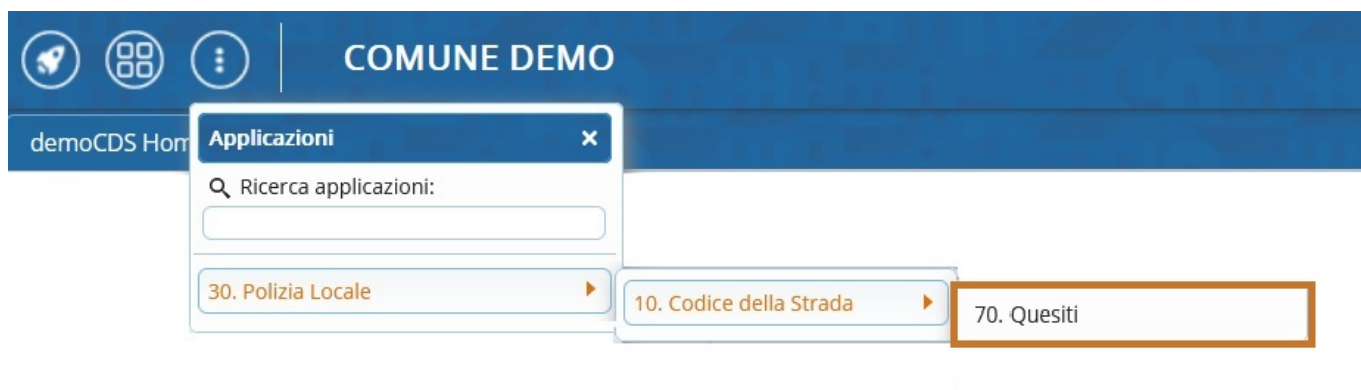 COMUNE DEMO
demoCDS Hom
Applicazioni
Ricerca applicazioni:
30. Polizia Locale
10. Codice della Strada
70. Quesiti